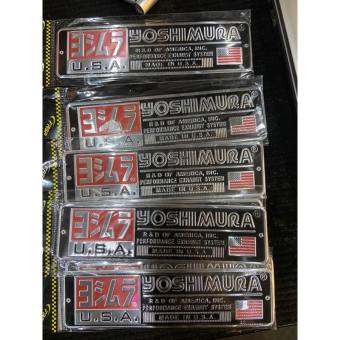 ヨシムラ YOSHIMURA®
R&D OF AMERICA, INC.
PERFORMANCE EXHAUST SYSTEM
U.S.A. MADE IN U.S.A.
ヨシムラ YOSHIMURA®
R&D OF AMERICA, INC.
PERFORMANCE EXHAUST SYSTEM
U.S.A. MADE IN U.S.A.
ヨシムラ YOSHIMURA®
R&D OF AMERICA, INC.
PERFORMANCE EXHAUST SYSTEM
U.S.A. MADE IN U.S.A.
ヨシムラ YOSHIMURA®
R&D OF AMERICA, INC.
PERFORMANCE EXHAUST SYSTEM
U.S.A. MADE IN U.S.A.
ヨシムラ YOSHIMURA®
R&D OF AMERICA, INC.
PERFORMANCE EXHAUST SYSTEM
U.S.A. MADE IN U.S.A.